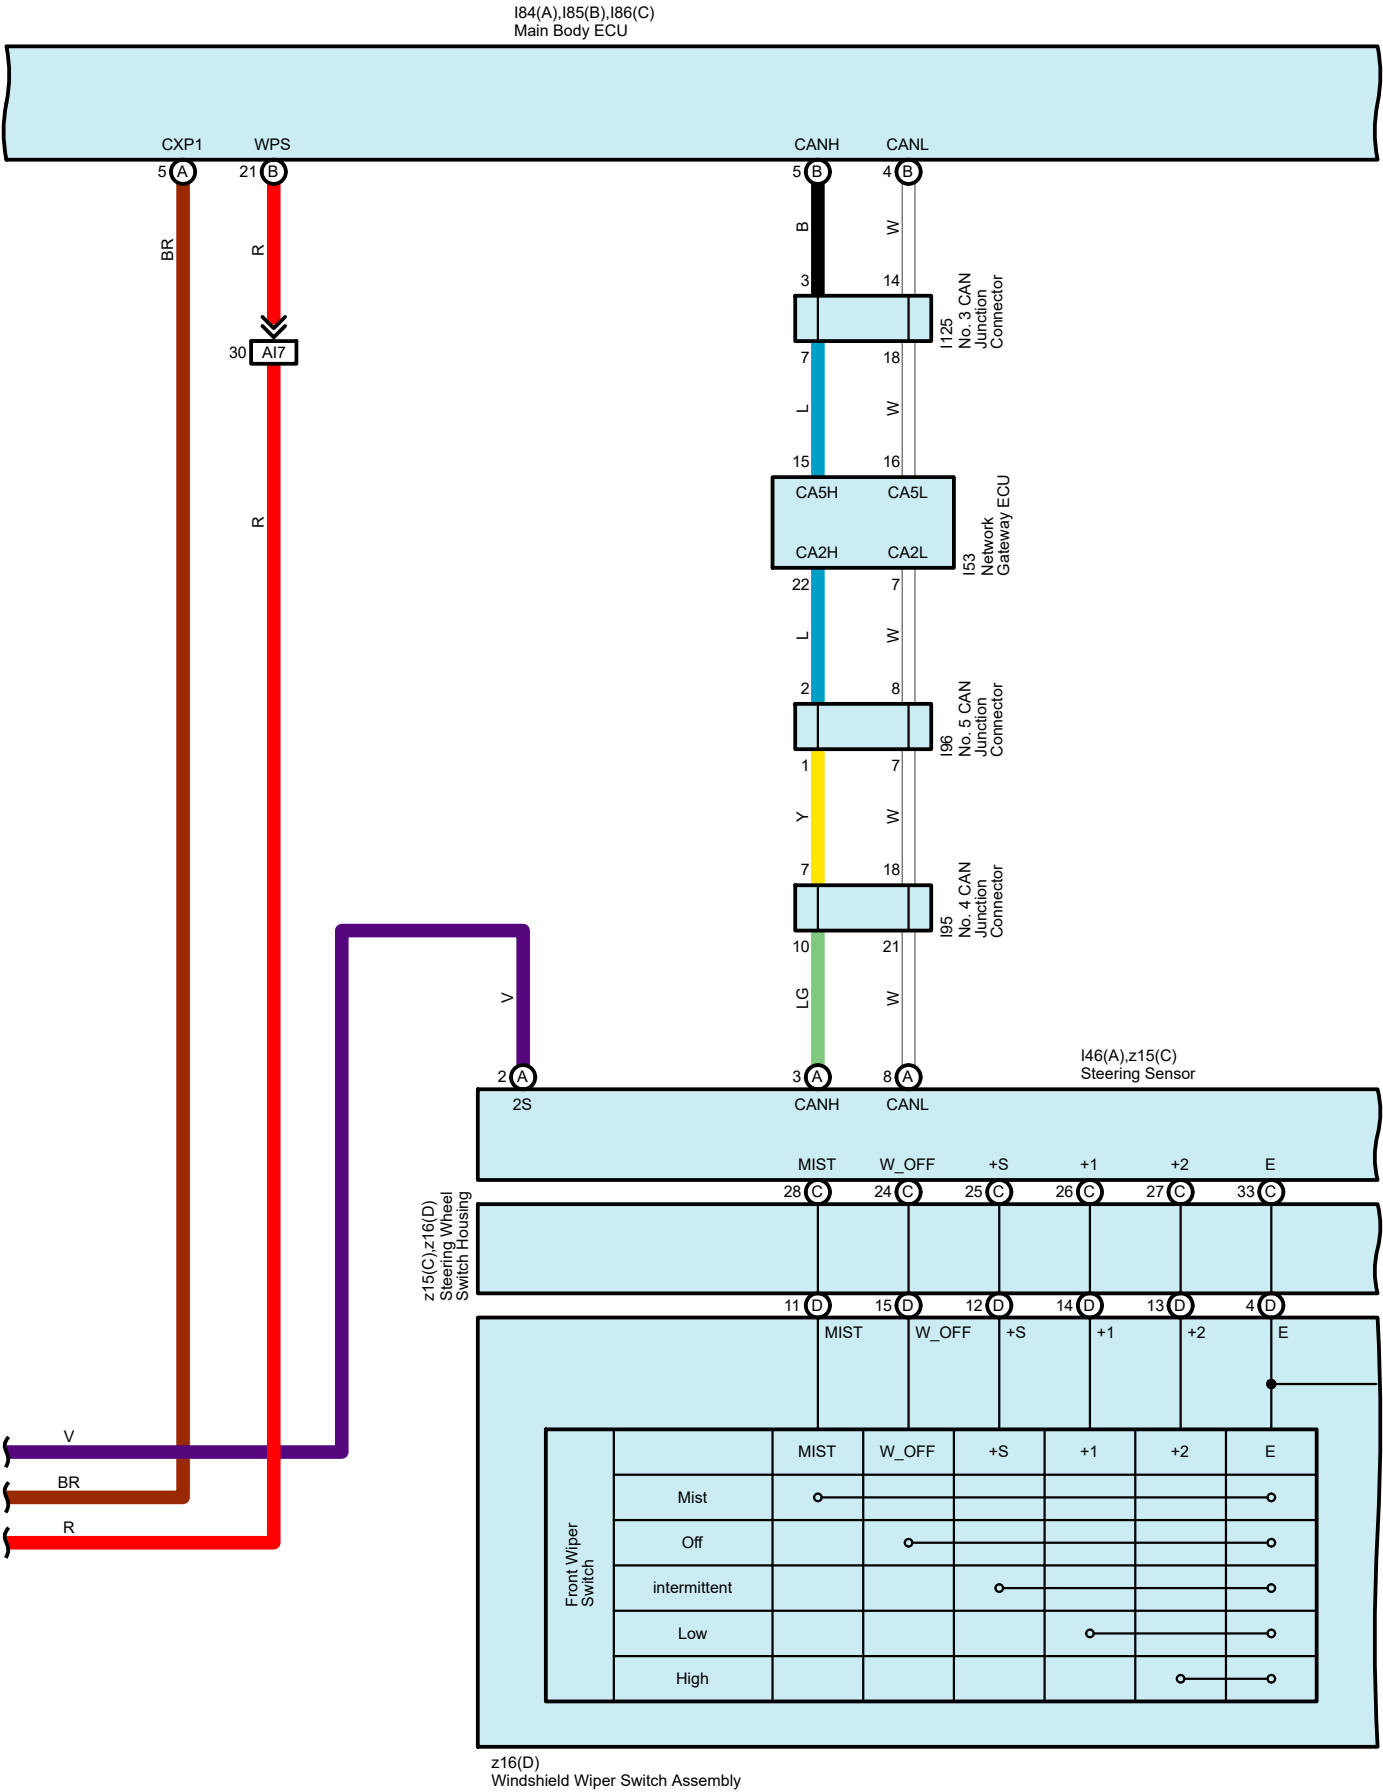 I84(A),I85(B),I86(C)
Main Body ECU
CXP1
WPS
CANH
CANL
5 A
21 B
5 B
4 B
BR
R
B
W
3
14
I125
No. 3 CAN
Junction
Connector
30 AI7
7
18
L
W
15
16
CA5H
CA5L
R
I53
Network
Gateway ECU
CA2H
CA2L
22
7
L
W
2
8
I96
No. 5 CAN
Junction
Connector
1
7
Y
W
7
18
I95
No. 4 CAN
Junction
Connector
10
21
V
LG
W
I46(A),z15(C)
Steering Sensor
2 A
3 A
8 A
2S
CANH
CANL
MIST
W_OFF
+S
+1
+2
E
28 C
24 C
25 C
26 C
27 C
33 C
z15(C),z16(D)
Steering Wheel
Switch Housing
11 D
15 D
12 D
14 D
13 D
4 D
MIST
W_OFF
+S
+1
+2
E
V
BR
R
Front Wiper
Switch
MIST
W_OFF
+S
+1
+2
E
Mist
Off
intermittent
Low
High
z16(D)
Windshield Wiper Switch Assembly